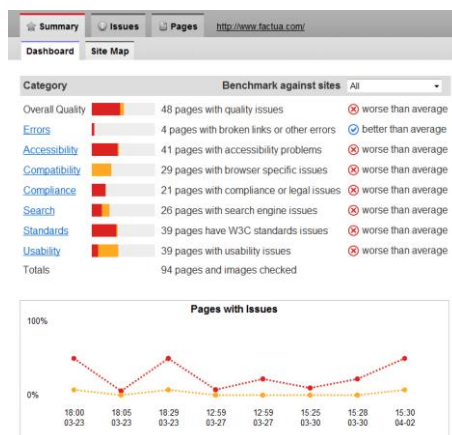 Summary Issues Pages http://www.factua.com/
Dashboard Site Map
Category Benchmark against sites All
Overall Quality 48 pages with quality issues worse than average
Errors 4 pages with broken links or other errors better than average
Accessibility 41 pages with accessibility problems worse than average
Compatibility 29 pages with browser specific issues worse than average
Compliance 21 pages with compliance or legal issues worse than average
Search 26 pages with search engine issues worse than average
Standards 39 pages have W3C standards issues worse than average
Usability 39 pages with usability issues worse than average
Totals 94 pages and images checked
Pages with Issues
100%
0%
18:00 18:05 18:29 12:59 12:59 15:25 15:28 15:30
03-23 03-23 03-23 03-27 03-27 03-30 03-30 04-02